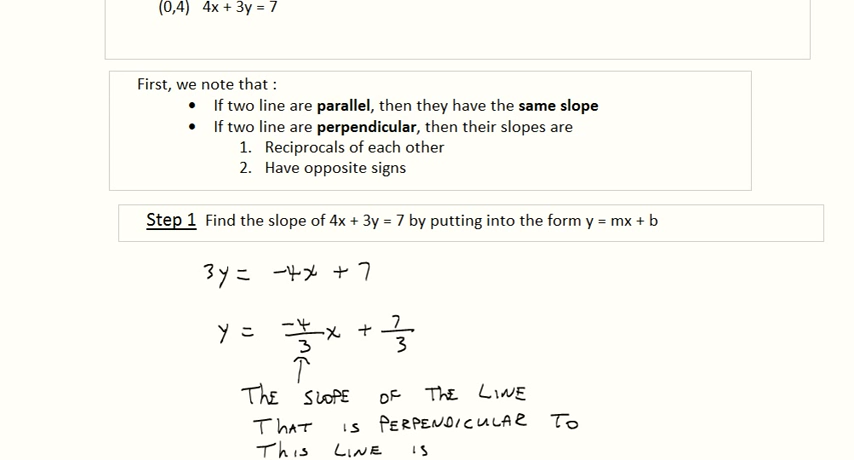 (0,4) 4x + 3y = 7
First, we note that :
• If two line are parallel, then they have the same slope
• If two line are perpendicular, then their slopes are
1. Reciprocals of each other
2. Have opposite signs
Step 1 Find the slope of 4x + 3y = 7 by putting into the form y = mx + b
3y = -4x + 7
y = -4/3 x + 7/3
↑
THE SLOPE OF THE LINE
THAT IS PERPENDICULAR TO
THIS LINE IS